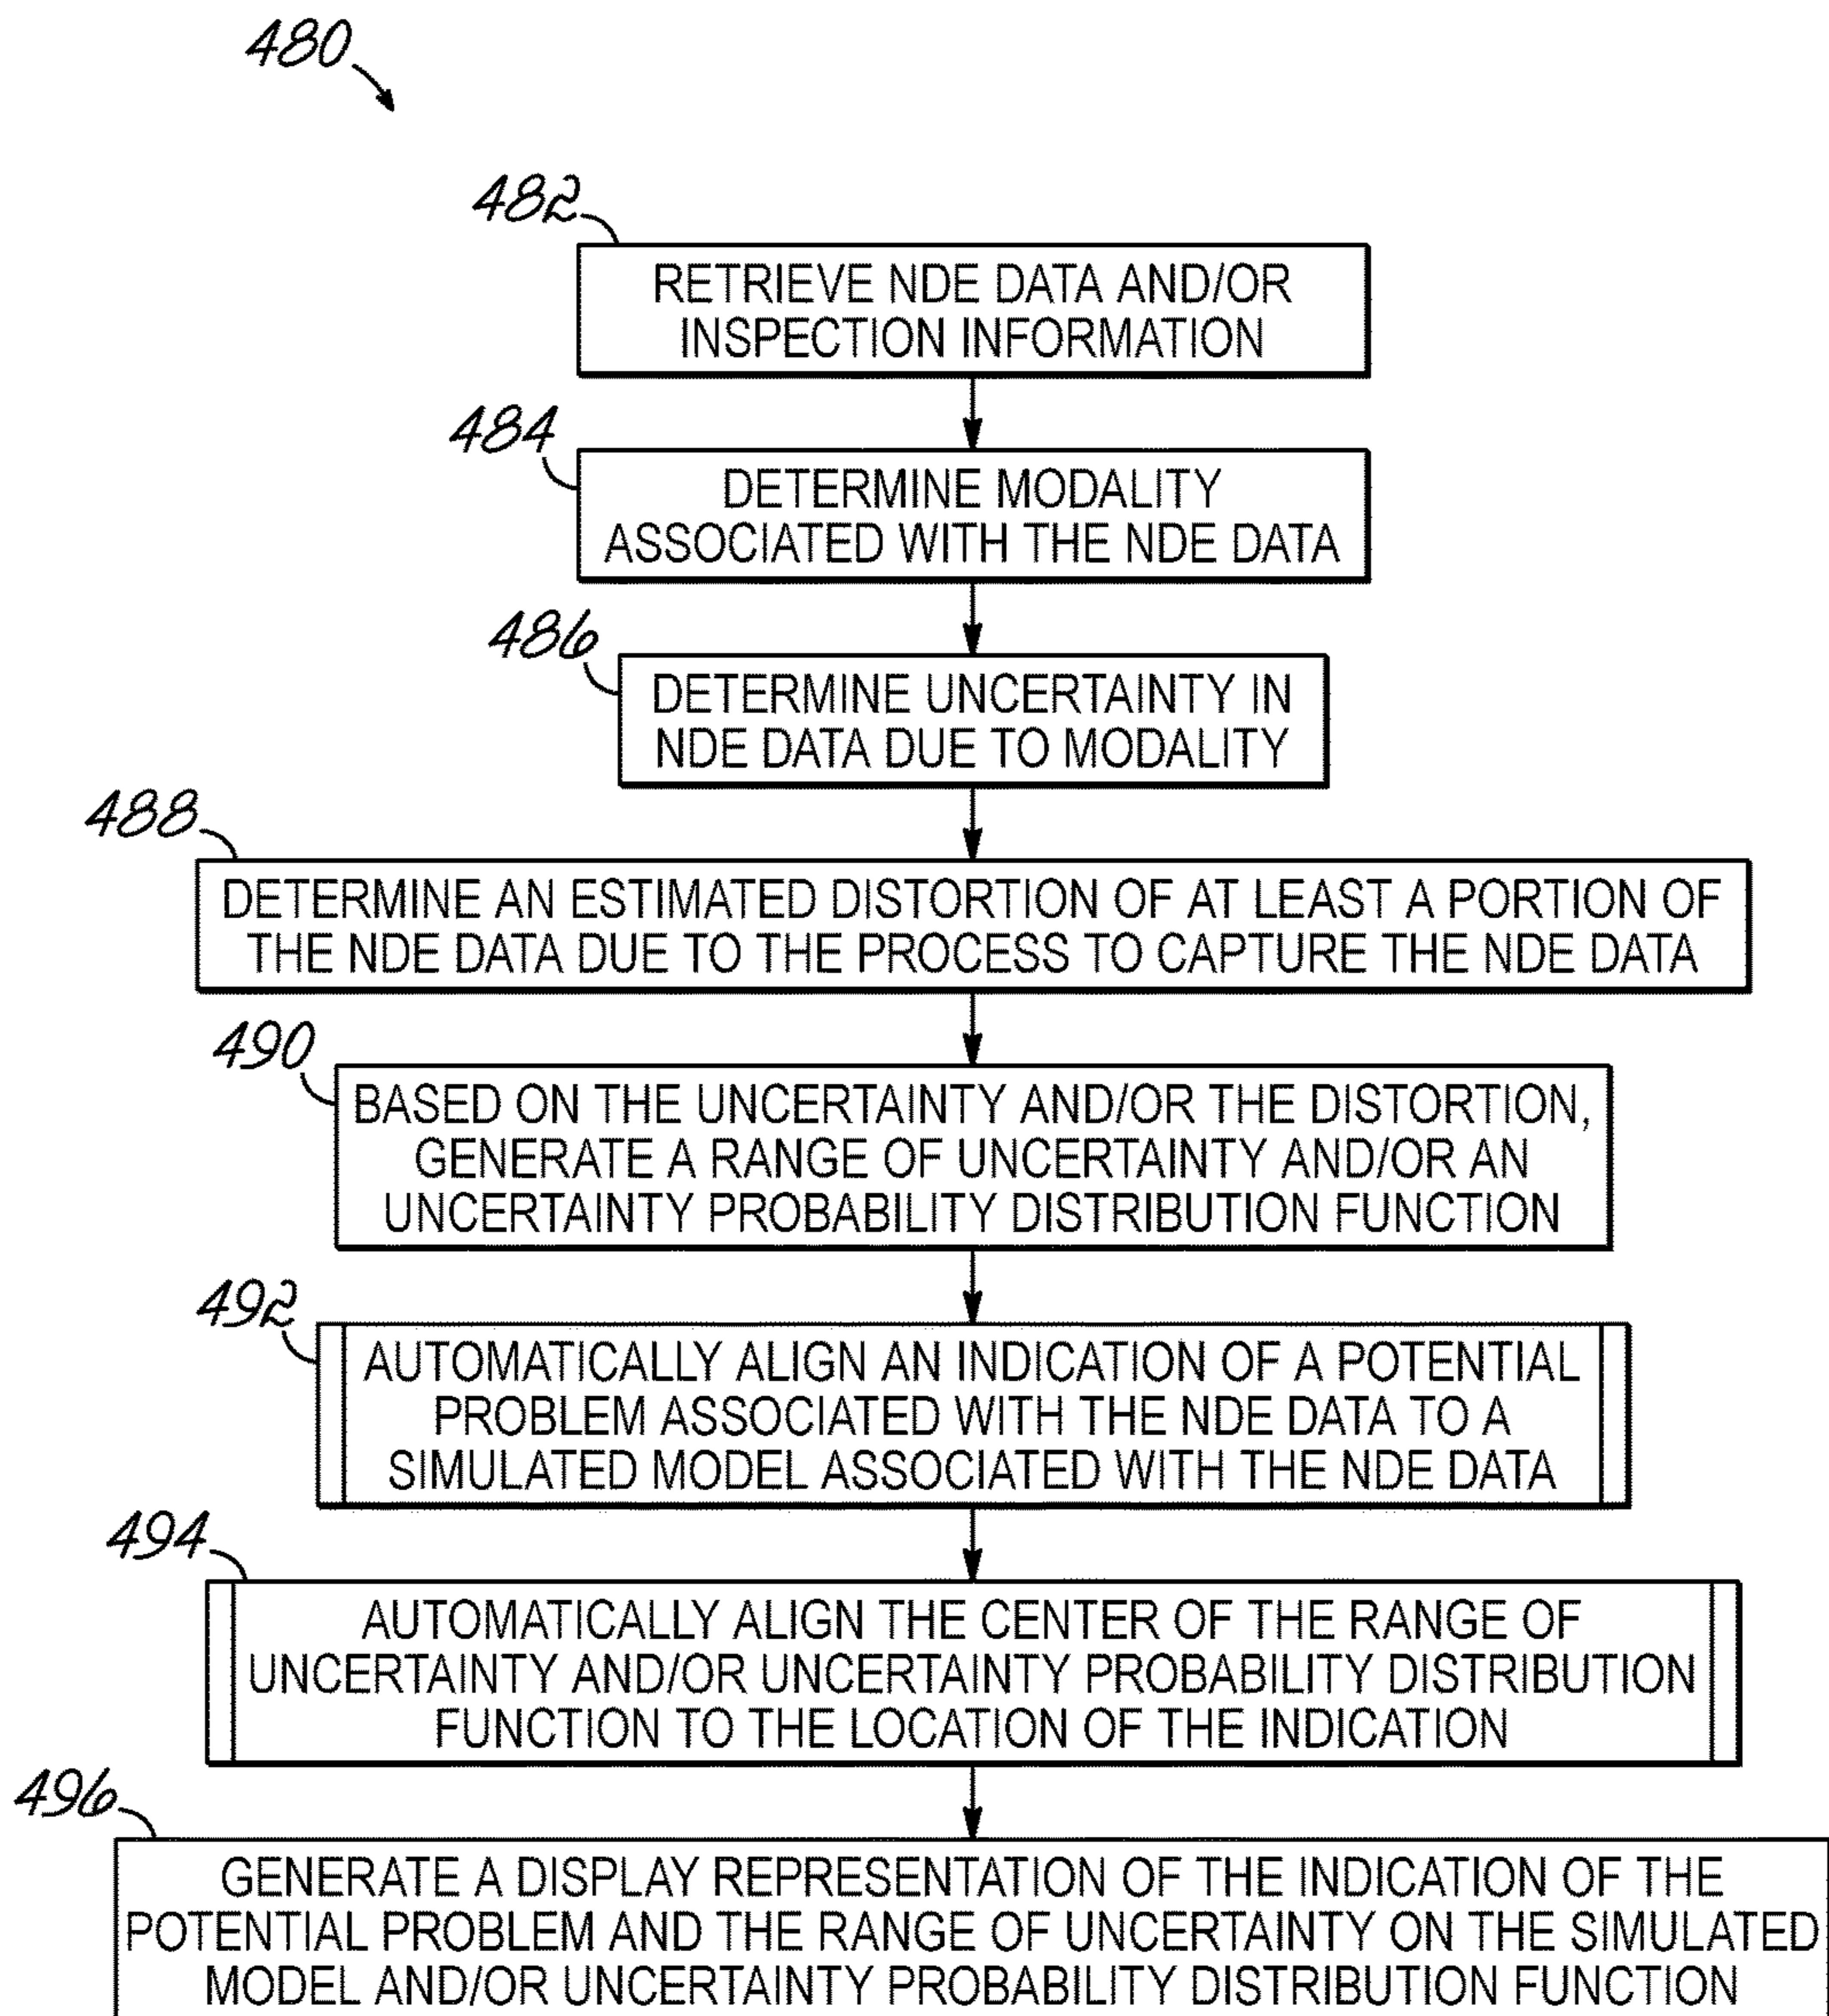 480
482
RETRIEVE NDE DATA AND/OR
INSPECTION INFORMATION
484
DETERMINE MODALITY
ASSOCIATED WITH THE NDE DATA
486
DETERMINE UNCERTAINTY IN
NDE DATA DUE TO MODALITY
488
DETERMINE AN ESTIMATED DISTORTION OF AT LEAST A PORTION OF
THE NDE DATA DUE TO THE PROCESS TO CAPTURE THE NDE DATA
490
BASED ON THE UNCERTAINTY AND/OR THE DISTORTION,
GENERATE A RANGE OF UNCERTAINTY AND/OR AN
UNCERTAINTY PROBABILITY DISTRIBUTION FUNCTION
492
AUTOMATICALLY ALIGN AN INDICATION OF A POTENTIAL
PROBLEM ASSOCIATED WITH THE NDE DATA TO A
SIMULATED MODEL ASSOCIATED WITH THE NDE DATA
494
AUTOMATICALLY ALIGN THE CENTER OF THE RANGE OF
UNCERTAINTY AND/OR UNCERTAINTY PROBABILITY DISTRIBUTION
FUNCTION TO THE LOCATION OF THE INDICATION
496
GENERATE A DISPLAY REPRESENTATION OF THE INDICATION OF THE
POTENTIAL PROBLEM AND THE RANGE OF UNCERTAINTY ON THE SIMULATED
MODEL AND/OR UNCERTAINTY PROBABILITY DISTRIBUTION FUNCTION